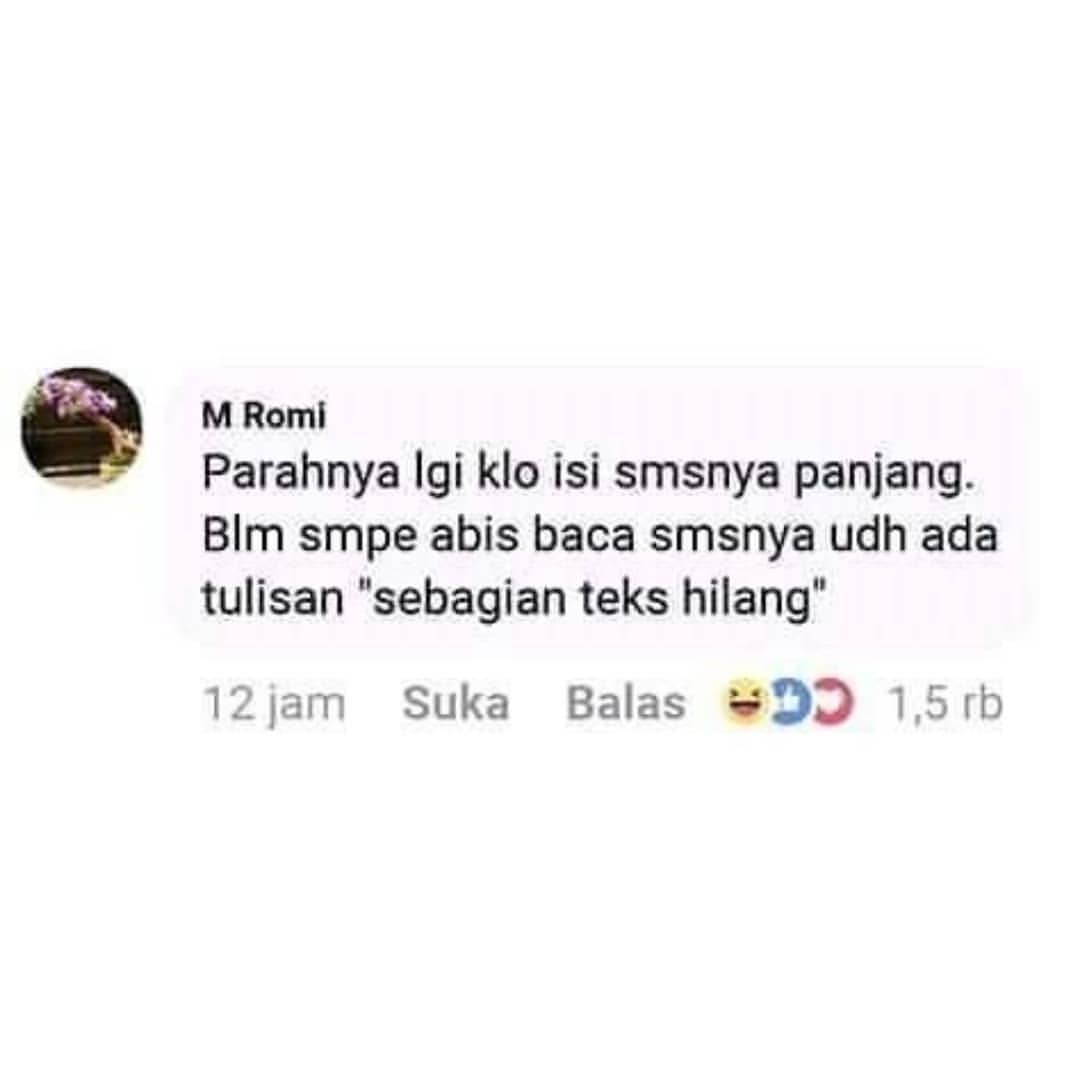 M Romi
Parahnya lgi klo isi smsnya panjang.
Blm smpe abis baca smsnya udh ada
tulisan "sebagian teks hilang"
12 jam Suka Balas 1,5 rb